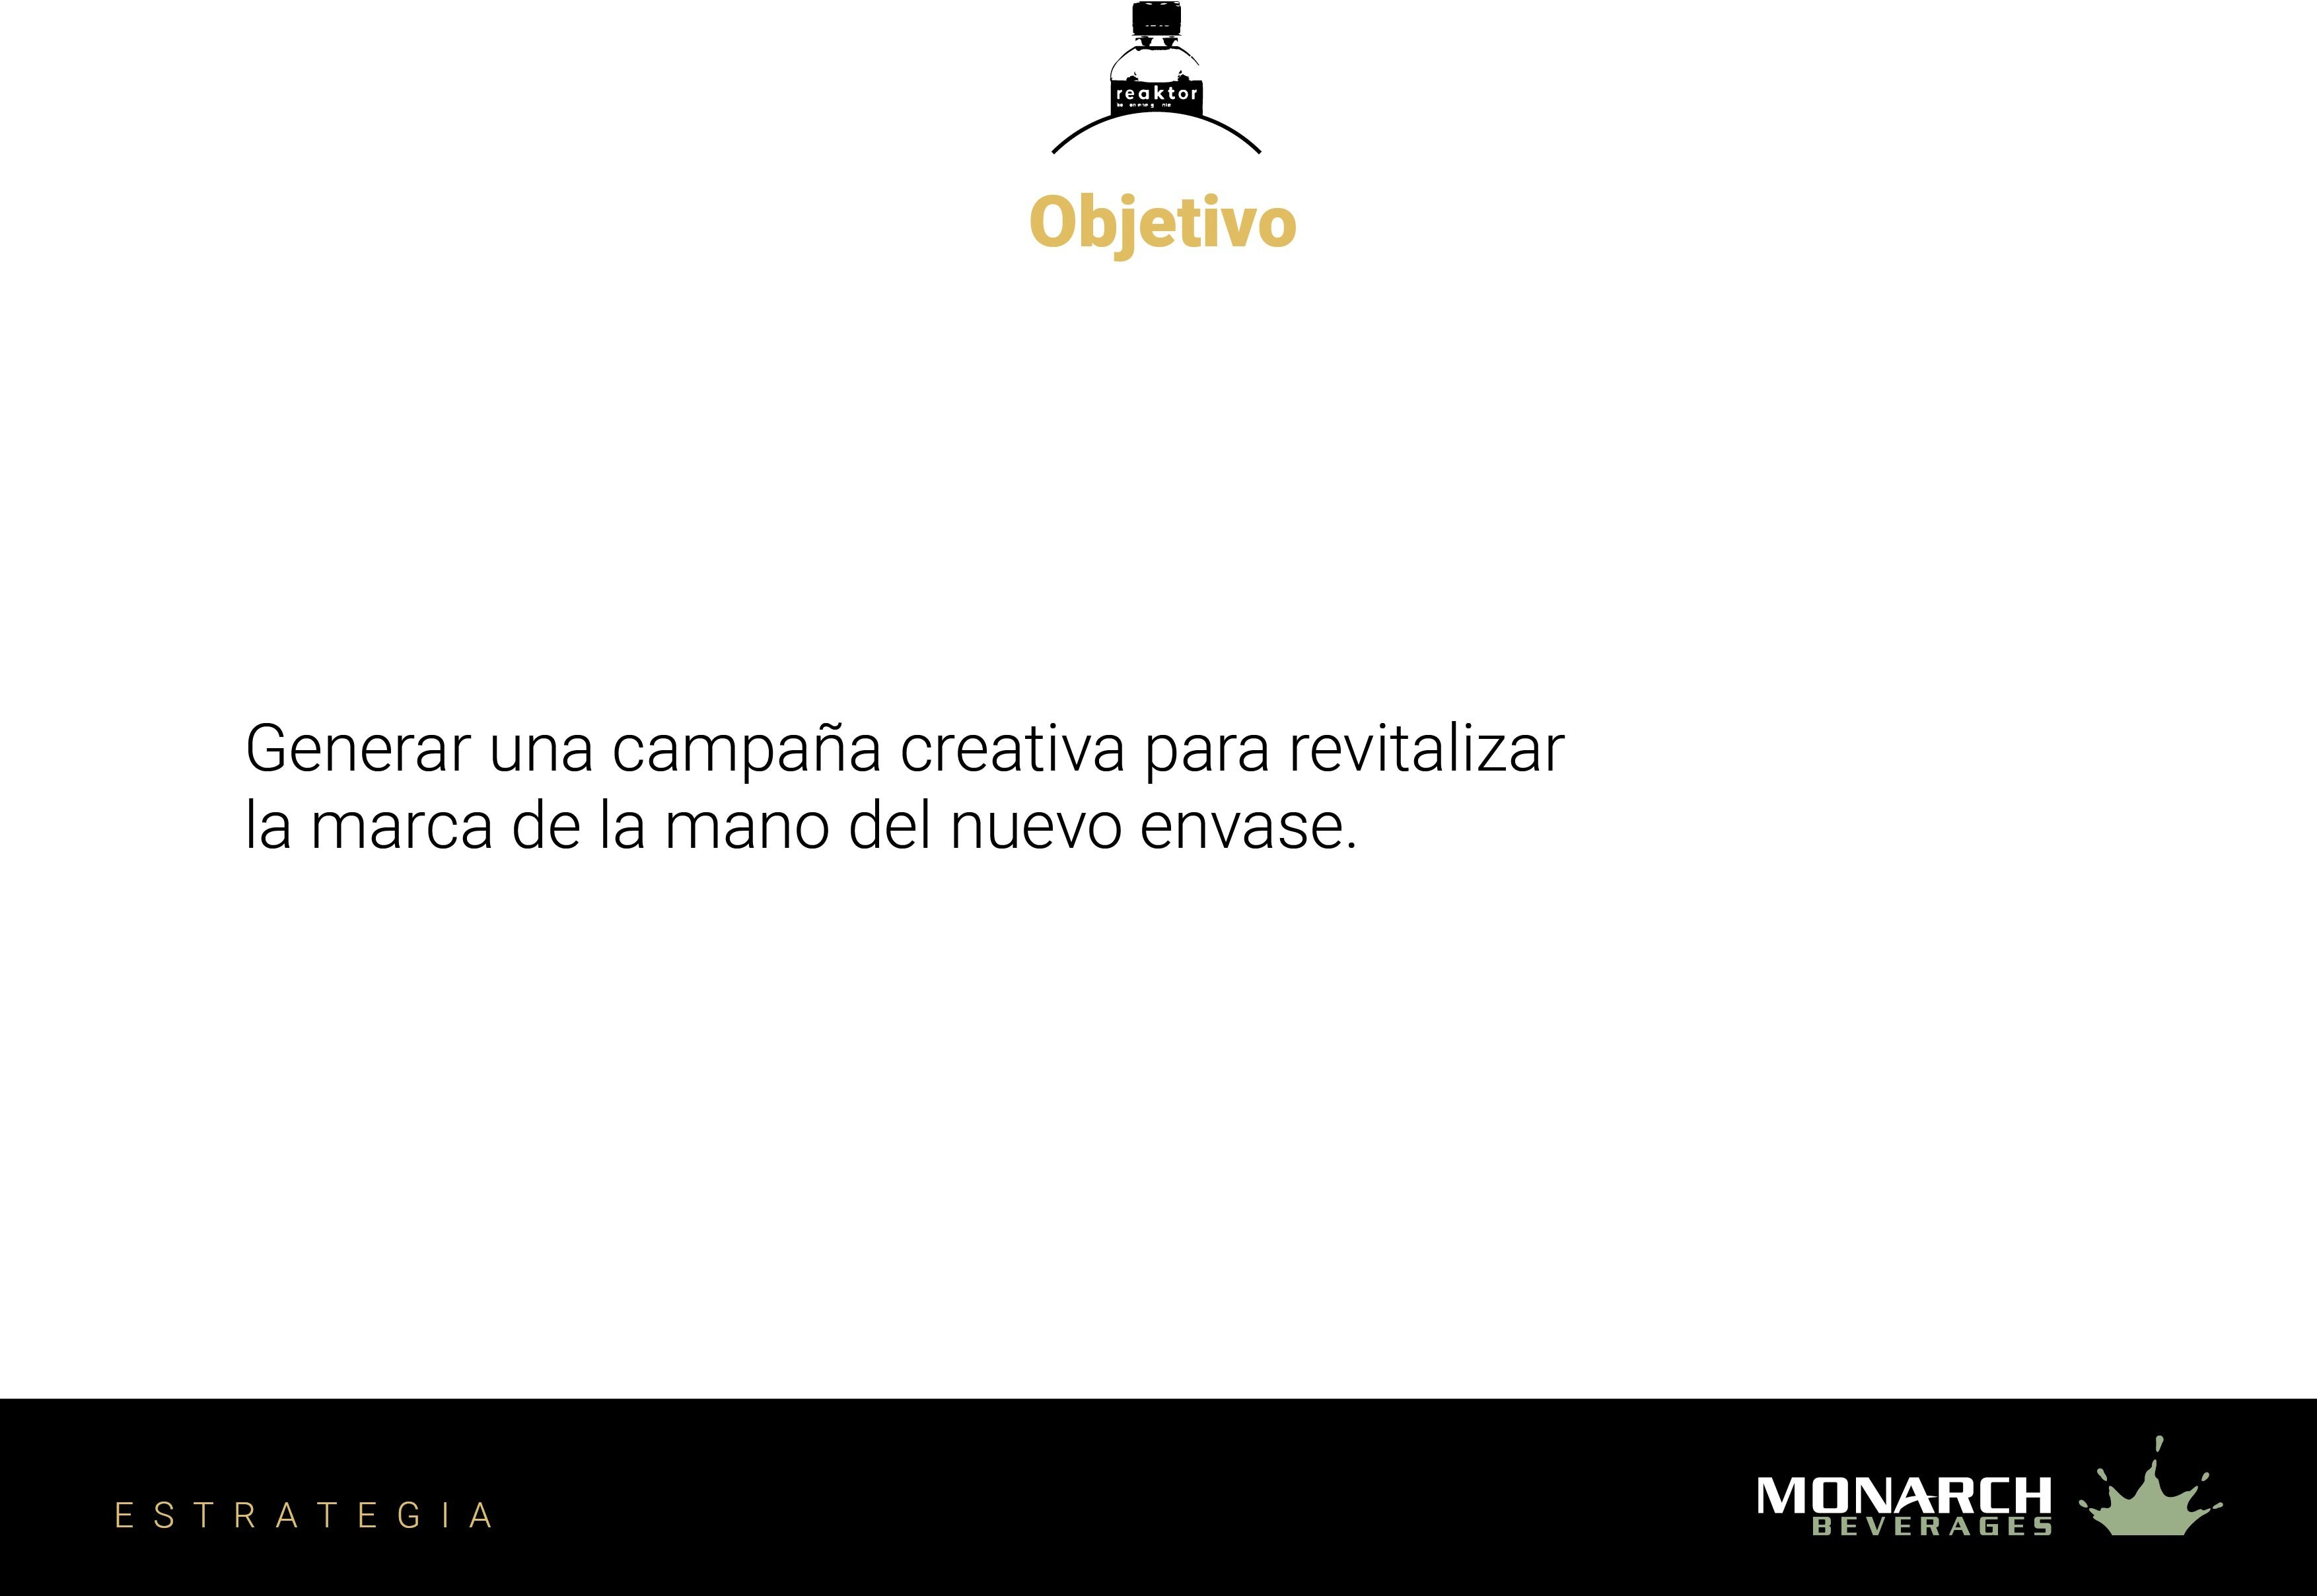 reaktor
Objetivo
Generar una campaña creativa para revitalizar
la marca de la mano del nuevo envase.
ESTRATEGIA
MONARCH
BEVERAGES